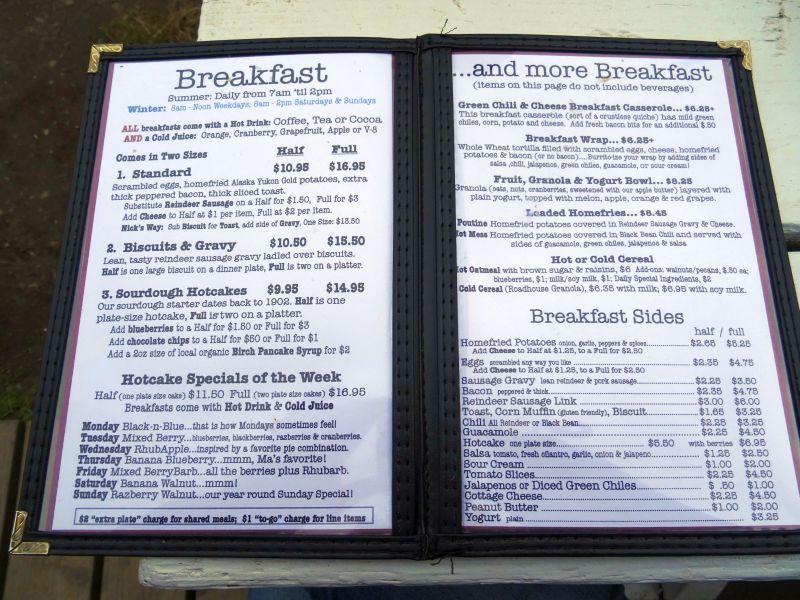 Breakfast
Summer: Daily from 7am 'til 2pm
Winter: 8am - Noon Weekdays; 8am - 2pm Saturdays & Sundays
ALL breakfasts come with a Hot Drink: Coffee, Tea or Cocoa
AND a Cold Juice: Orange, Cranberry, Grapefruit, Apple or V-8
Comes in Two Sizes Half Full
1. Standard $10.95 $16.95
Scrambled eggs, homefried Alaska Yukon Gold potatoes, extra
thick peppered bacon, thick sliced toast.
Substitute Reindeer Sausage on a Half for $1.50, Full for $3
Add Cheese to Half at $1 per item, Full at $2 per item.
Nick's Way: Sub Biscuit for Toast, add side of Gravy, One Size: $13.50
2. Biscuits & Gravy $10.50 $15.50
Lean, tasty reindeer sausage gravy ladled over biscuits.
Half is one large biscuit on a dinner plate, Full is two on a platter.
3. Sourdough Hotcakes $9.95 $14.95
Our sourdough starter dates back to 1902. Half is one
plate-size hotcake, Full is two on a platter.
Add blueberries to a Half for $1.50 or Full for $3
Add chocolate chips to a Half for $50 or Full for $1
Add a 2oz size of local organic Birch Pancake Syrup for $2
Hotcake Specials of the Week
Half (one plate size cake) $11.50 Full (two plate size cakes) $16.95
Breakfasts come with Hot Drink & Cold Juice
Monday Black-n-Blue...that is how Mondays sometimes feel!
Tuesday Mixed Berry...blueberries, blackberries, razberries & cranberries.
Wednesday RhubApple...inspired by a favorite pie combination.
Thursday Banana Blueberry...mmm, Ma's favorite!
Friday Mixed BerryBarb...all the berries plus Rhubarb.
Saturday Banana Walnut...mmm!
Sunday Razberry Walnut...our year round Sunday Special!
$2 "extra plate" charge for shared meals; $1 "to-go" charge for line items
...and more Breakfast
(items on this page do not include beverages)
Green Chili & Cheese Breakfast Casserole... $6.25+
This breakfast casserole (sort of a crustless quiche) has mild green
chiles, corn, potato and cheese. Add fresh bacon bits for an additional $.50
Breakfast Wrap... $6.25+
Whole Wheat tortilla filled with scrambled eggs, cheese, homefried
potatoes & bacon (or no bacon)....Burrito-ize your wrap by adding sides of
salsa, chili, jalapenos, green chiles, guacamole, or sour cream!
Fruit, Granola & Yogurt Bowl... $8.25
Granola (oats, nuts, cranberries, sweetened with our apple butter) layered with
plain yogurt, topped with melon, apple, orange & red grapes.
Loaded Homefries... $8.45
Poutine Homefried potatoes covered in Reindeer Sausage Gravy & Cheese.
Hot Mess Homefried potatoes covered in Black Bean Chili and served with
sides of guacamole, green chiles, jalapenos & salsa
Hot or Cold Cereal
Hot Oatmeal with brown sugar & raisins, $6 Add-ons: walnuts/pecans, $.50 ea;
blueberries, $1; milk/soy milk, $1; Daily Special Ingredients, $2
Cold Cereal (Roadhouse Granola), $6.35 with milk; $6.95 with soy milk.
Breakfast Sides
half / full
Homefried Potatoes onion, garlic, peppers & spices $2.65 $5.25
Add Cheese to Half at $1.25, to a Full for $2.50
Eggs scrambled any way you like $2.35 $4.75
Add Cheese to Half at $1.25, to a Full for $2.50
Sausage Gravy lean reindeer & pork sausage $2.25 $3.50
Bacon peppered & thick $2.25 $4.75
Reindeer Sausage Link $3.00 $6.00
Toast, Corn Muffin (gluten friendly), Biscuit $1.65 $3.25
Chili All Reindeer or Black Bean $2.25 $3.25
Guacamole $2.25 $4.50
Hotcake one plate size $5.50 with berries $6.95
Salsa tomato, fresh cilantro, garlic, onion & jalapeno $1.25 $2.50
Sour Cream $1.00 $2.00
Tomato Slices $2.25 $4.50
Jalapenos or Diced Green Chiles $ .50 $1.00
Cottage Cheese $2.25 $4.50
Peanut Butter $1.00 $2.00
Yogurt plain $3.25